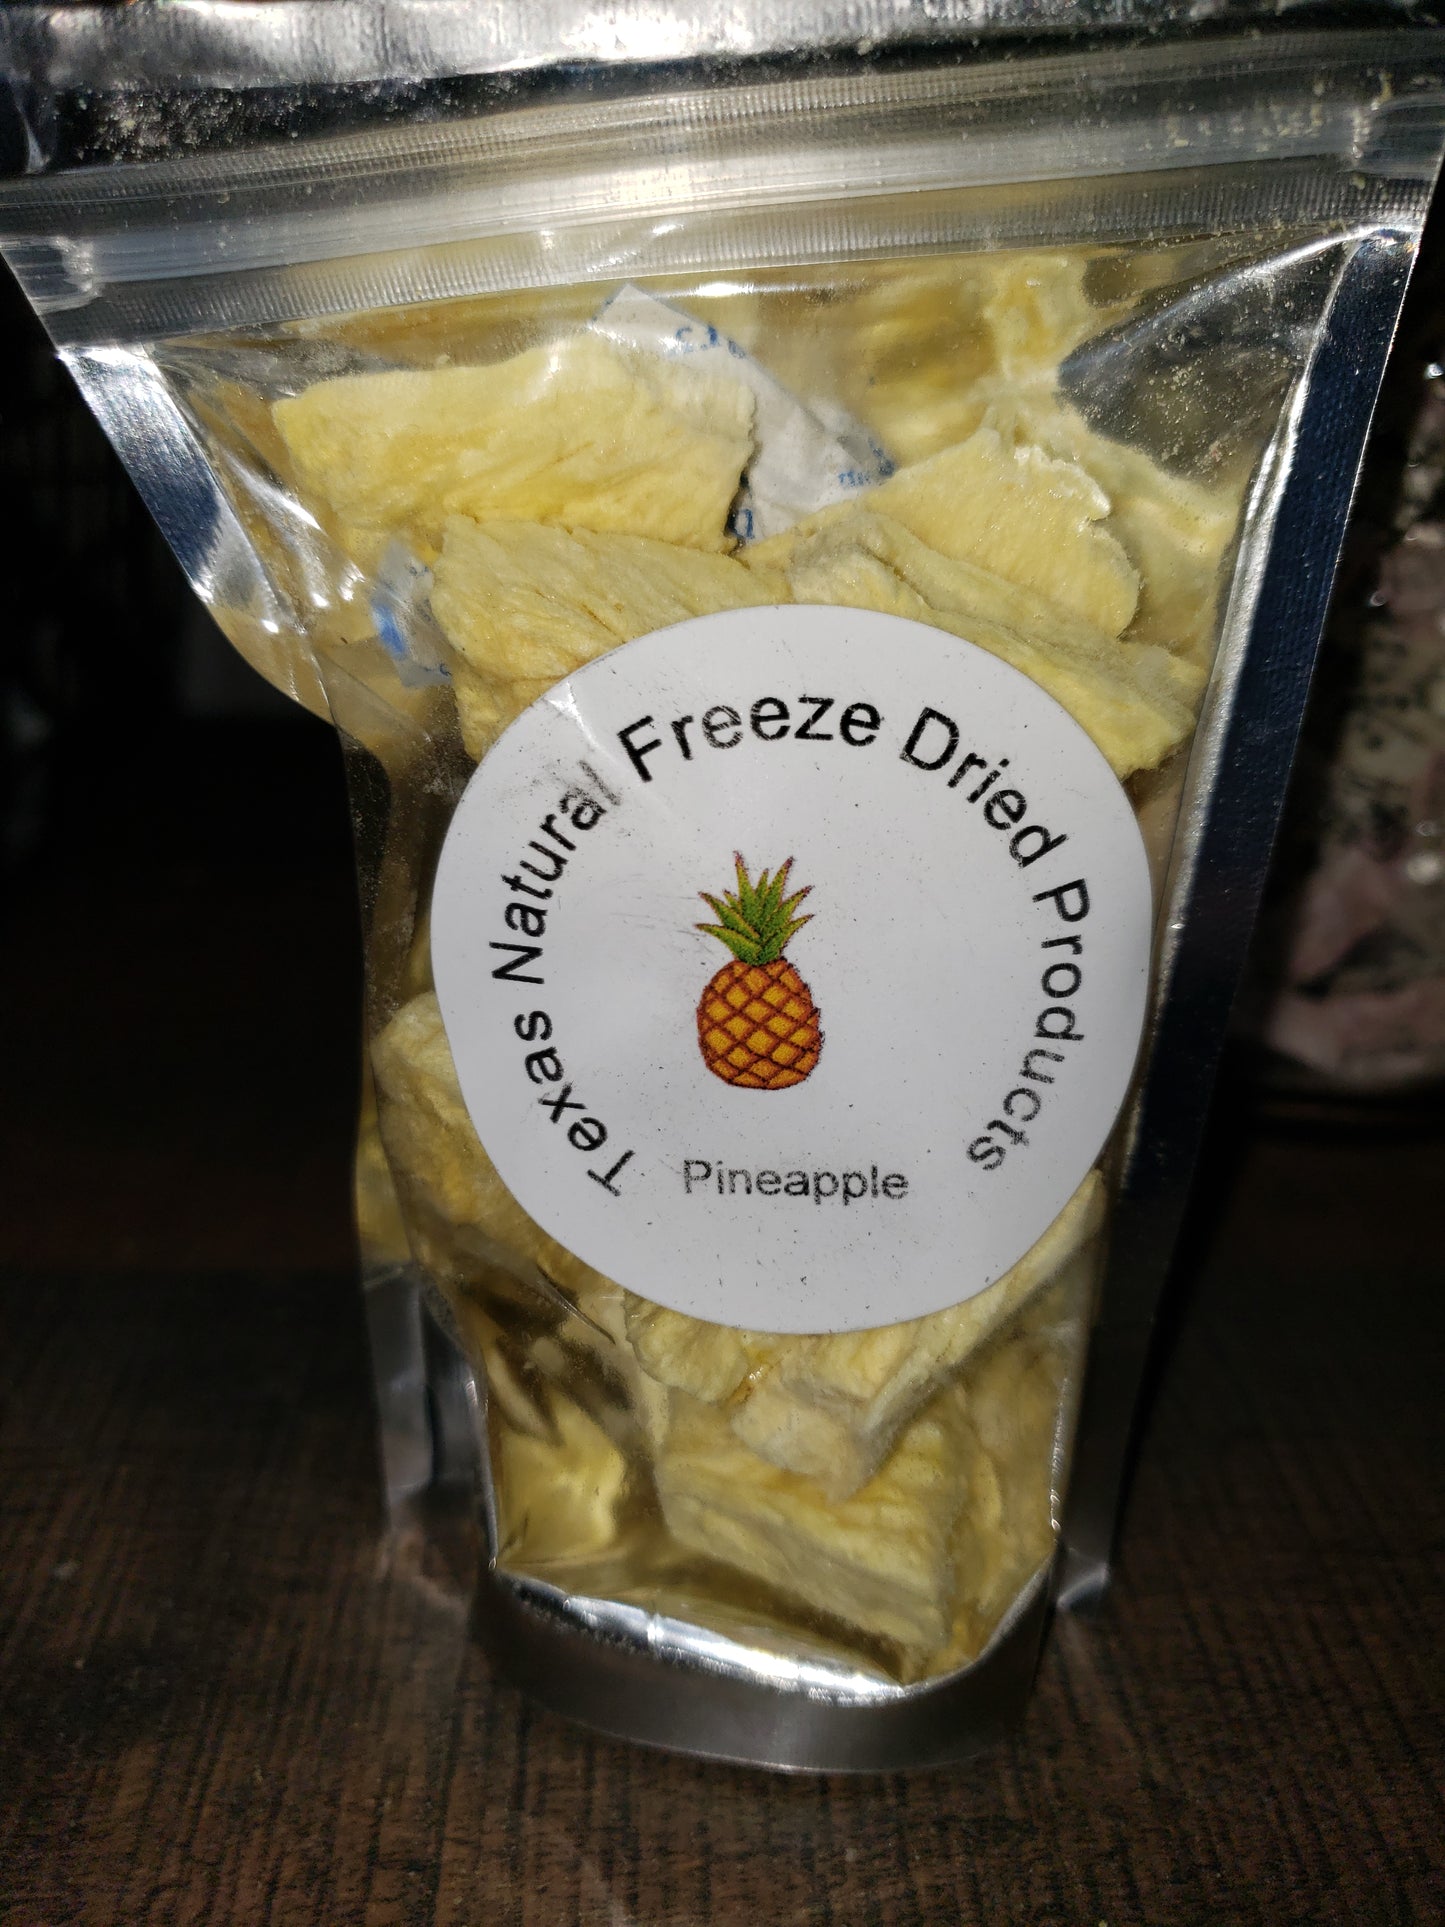 Texas Natural Freeze Dried Products
Pineapple